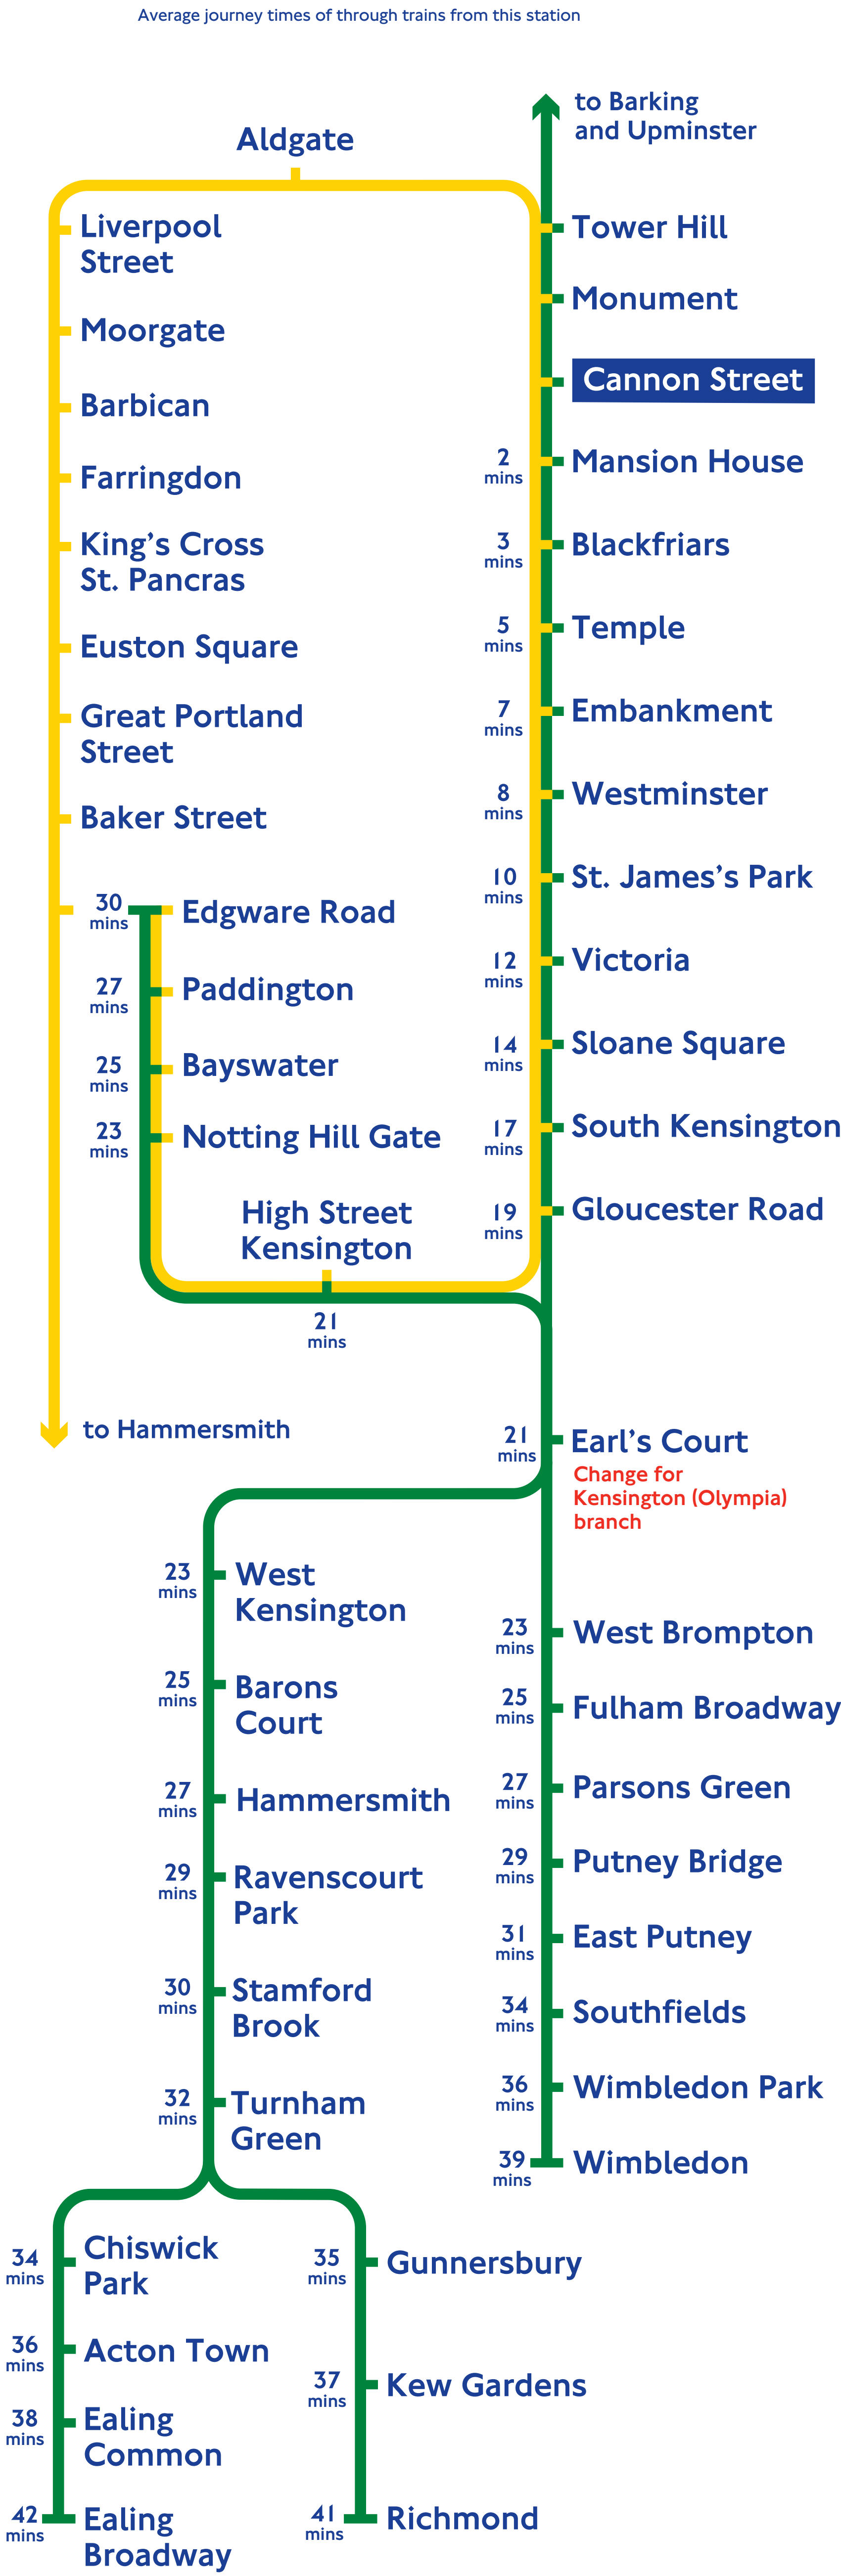 Average journey times of through trains from this station
to Barking
and Upminster
Aldgate
Liverpool
Street
Moorgate
Barbican
Farringdon
King's Cross
St. Pancras
Euston Square
Great Portland
Street
Baker Street
30
mins
Edgware Road
27
mins
Paddington
25
mins
Bayswater
23
mins
Notting Hill Gate
High Street
Kensington
21
mins
to Hammersmith
Tower Hill
Monument
Cannon Street
2
mins
Mansion House
3
mins
Blackfriars
5
mins
Temple
7
mins
Embankment
8
mins
Westminster
10
mins
St. James's Park
12
mins
Victoria
14
mins
Sloane Square
17
mins
South Kensington
19
mins
Gloucester Road
21
mins
Earl's Court
Change for
Kensington (Olympia)
branch
23
mins
West
Kensington
25
mins
Barons
Court
27
mins
Hammersmith
29
mins
Ravenscourt
Park
30
mins
Stamford
Brook
32
mins
Turnham
Green
23
mins
West Brompton
25
mins
Fulham Broadway
27
mins
Parsons Green
29
mins
Putney Bridge
31
mins
East Putney
34
mins
Southfields
36
mins
Wimbledon Park
39
mins
Wimbledon
34
mins
Chiswick
Park
36
mins
Acton Town
38
mins
Ealing
Common
42
mins
Ealing
Broadway
35
mins
Gunnersbury
37
mins
Kew Gardens
41
mins
Richmond